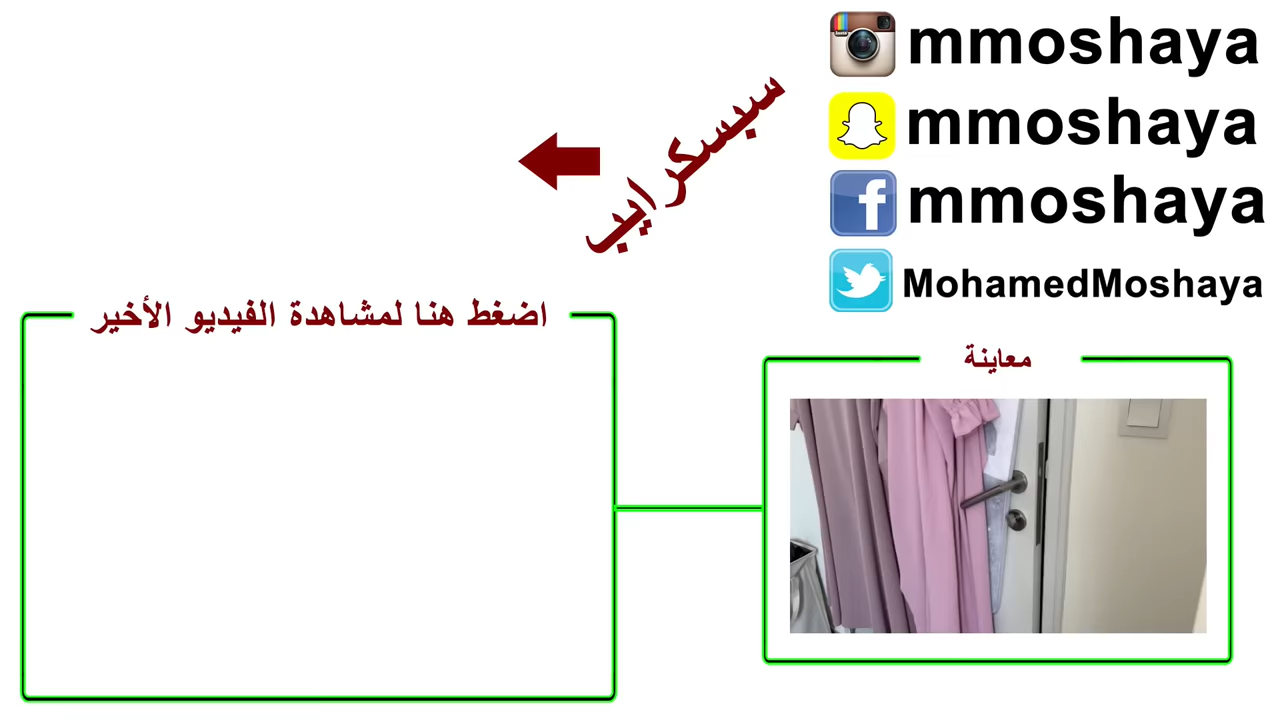 mmoshaya
mmoshaya
سبسكرايب
mmoshaya
MohamedMoshaya
اضغط هنا لمشاهدة الفيديو الأخير
معاينة